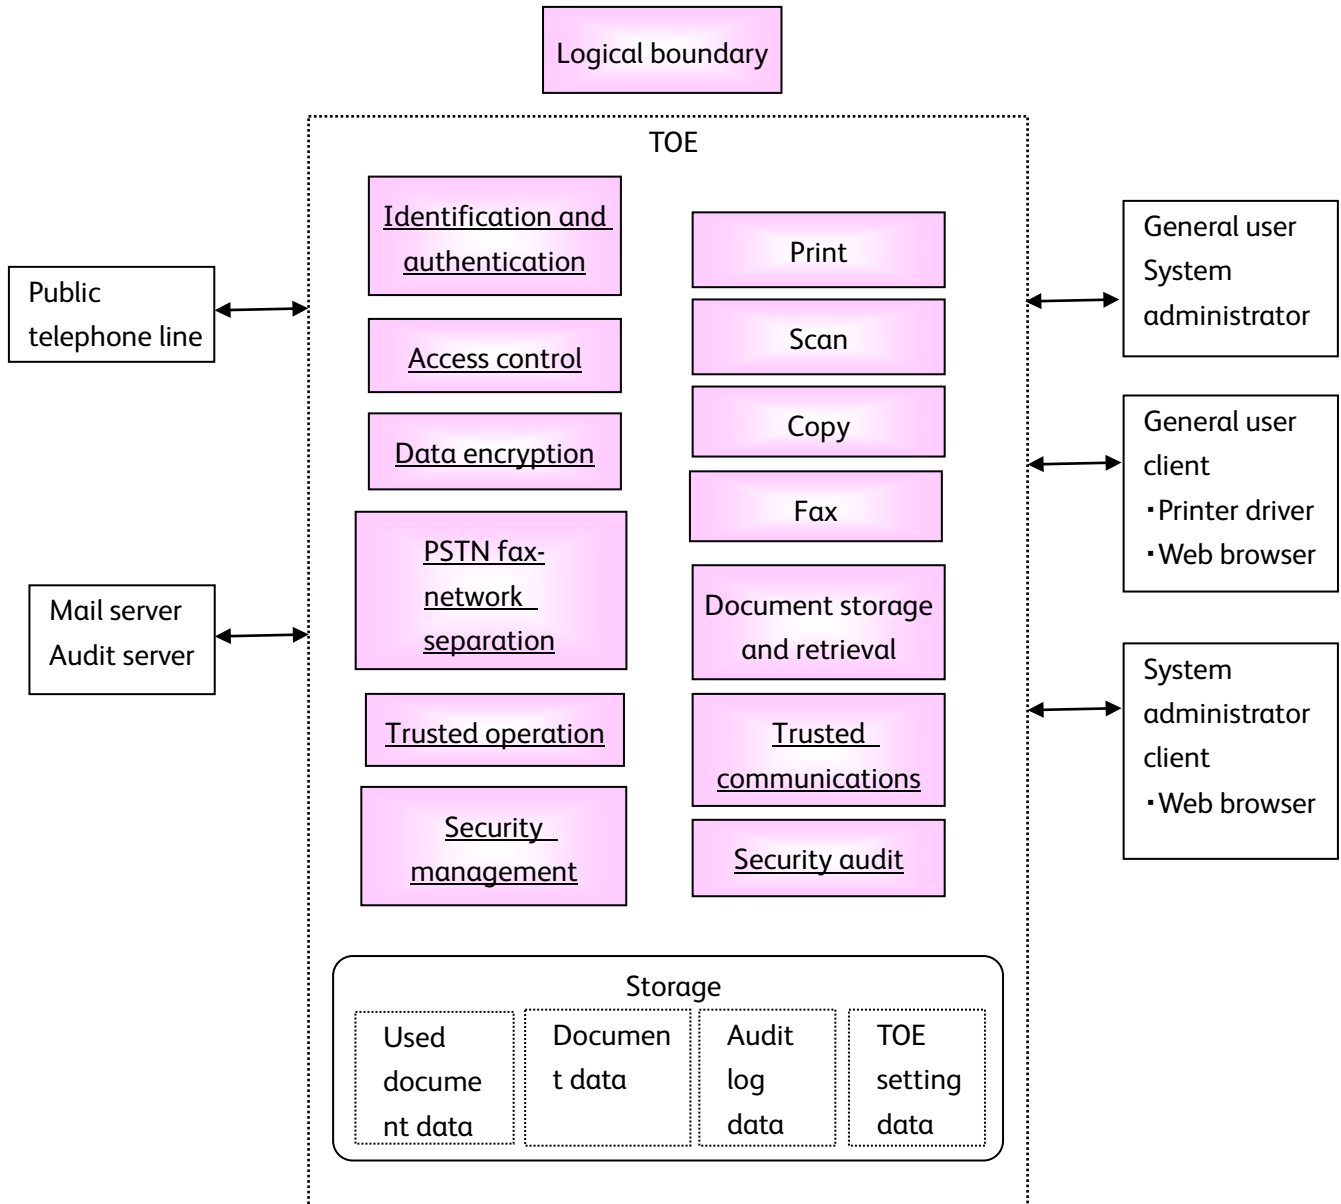 Logical boundary
TOE
Identification and
authentication
Access control
Data encryption
PSTN fax-
network
separation
Trusted operation
Security
management
Print
Scan
Copy
Fax
Document storage
and retrieval
Trusted
communications
Security audit
Public
telephone line
Mail server
Audit server
General user
System
administrator
General user
client
・Printer driver
・Web browser
System
administrator
client
・Web browser
Storage
Used
docume
nt data
Documen
t data
Audit
log
data
TOE
setting
data